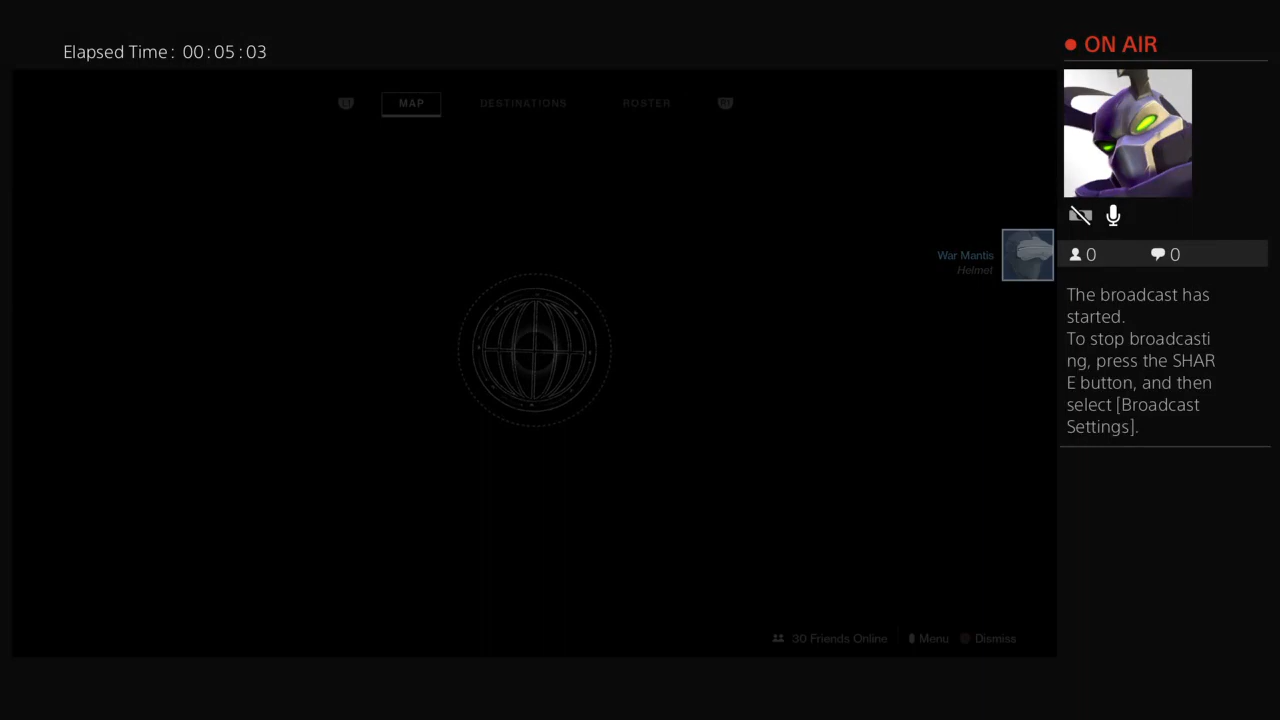 Elapsed Time: 00:05:03
ON AIR
MAP
DESTINATIONS
ROSTER
War Mantis
Helmet
0
0
The broadcast has
started.
To stop broadcasti
ng, press the SHAR
E button, and then
select [Broadcast
Settings].
30 Friends Online
Menu
Dismiss